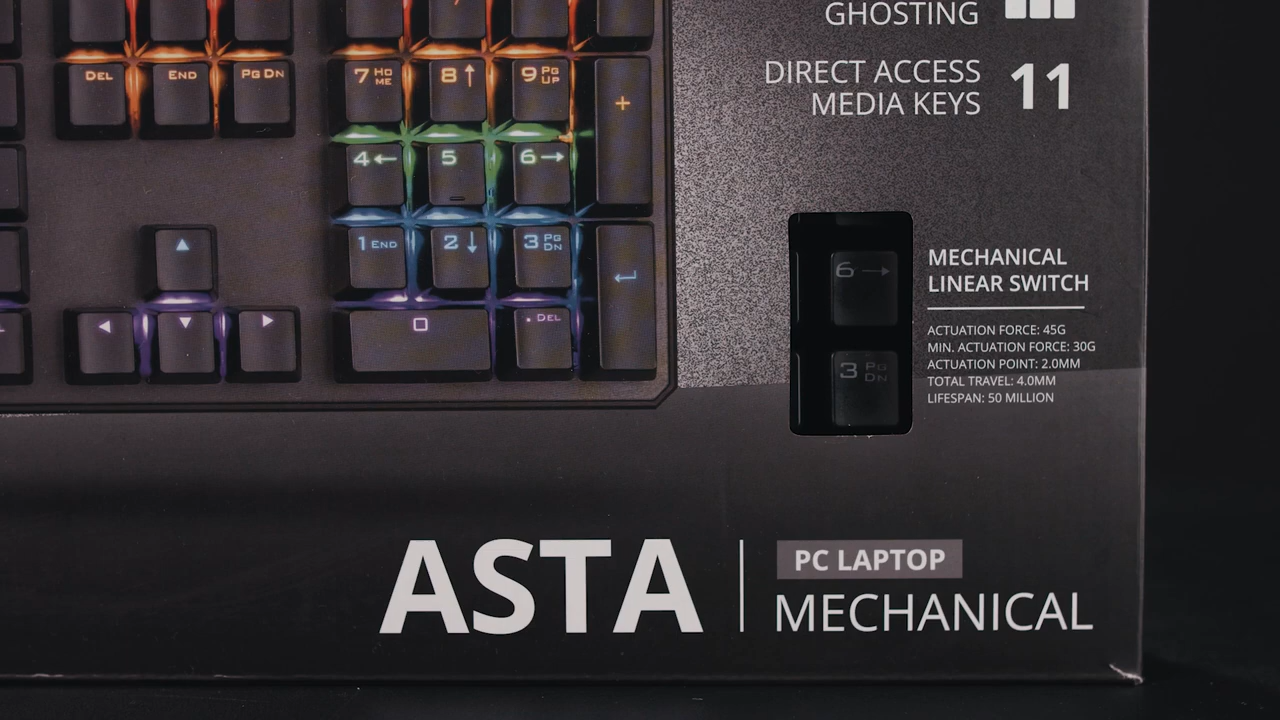 GHOSTING
DIRECT ACCESS
MEDIA KEYS
11
DEL END PG DN
7 HO ME 8↑ 9 PG UP
+
4← 5 6→
1 END 2↓ 3 PG DN
. DEL
6 →
3 PG DN
MECHANICAL
LINEAR SWITCH
ACTUATION FORCE: 45G
MIN. ACTUATION FORCE: 30G
ACTUATION POINT: 2.0MM
TOTAL TRAVEL: 4.0MM
LIFESPAN: 50 MILLION
ASTA
PC LAPTOP
MECHANICAL